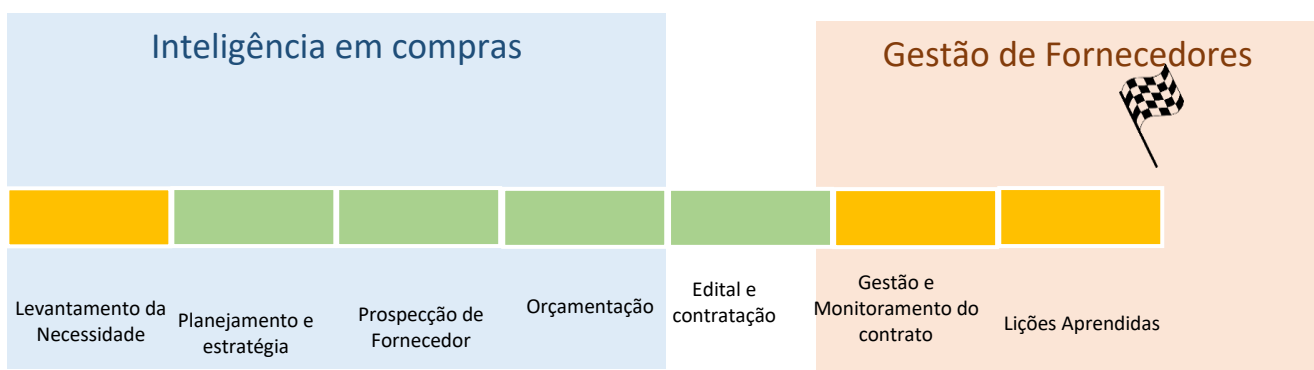 Inteligência em compras
Gestão de Fornecedores
Levantamento da
Necessidade
Planejamento e
estratégia
Prospecção de
Fornecedor
Orçamentação
Edital e
contratação
Gestão e
Monitoramento do
contrato
Lições Aprendidas